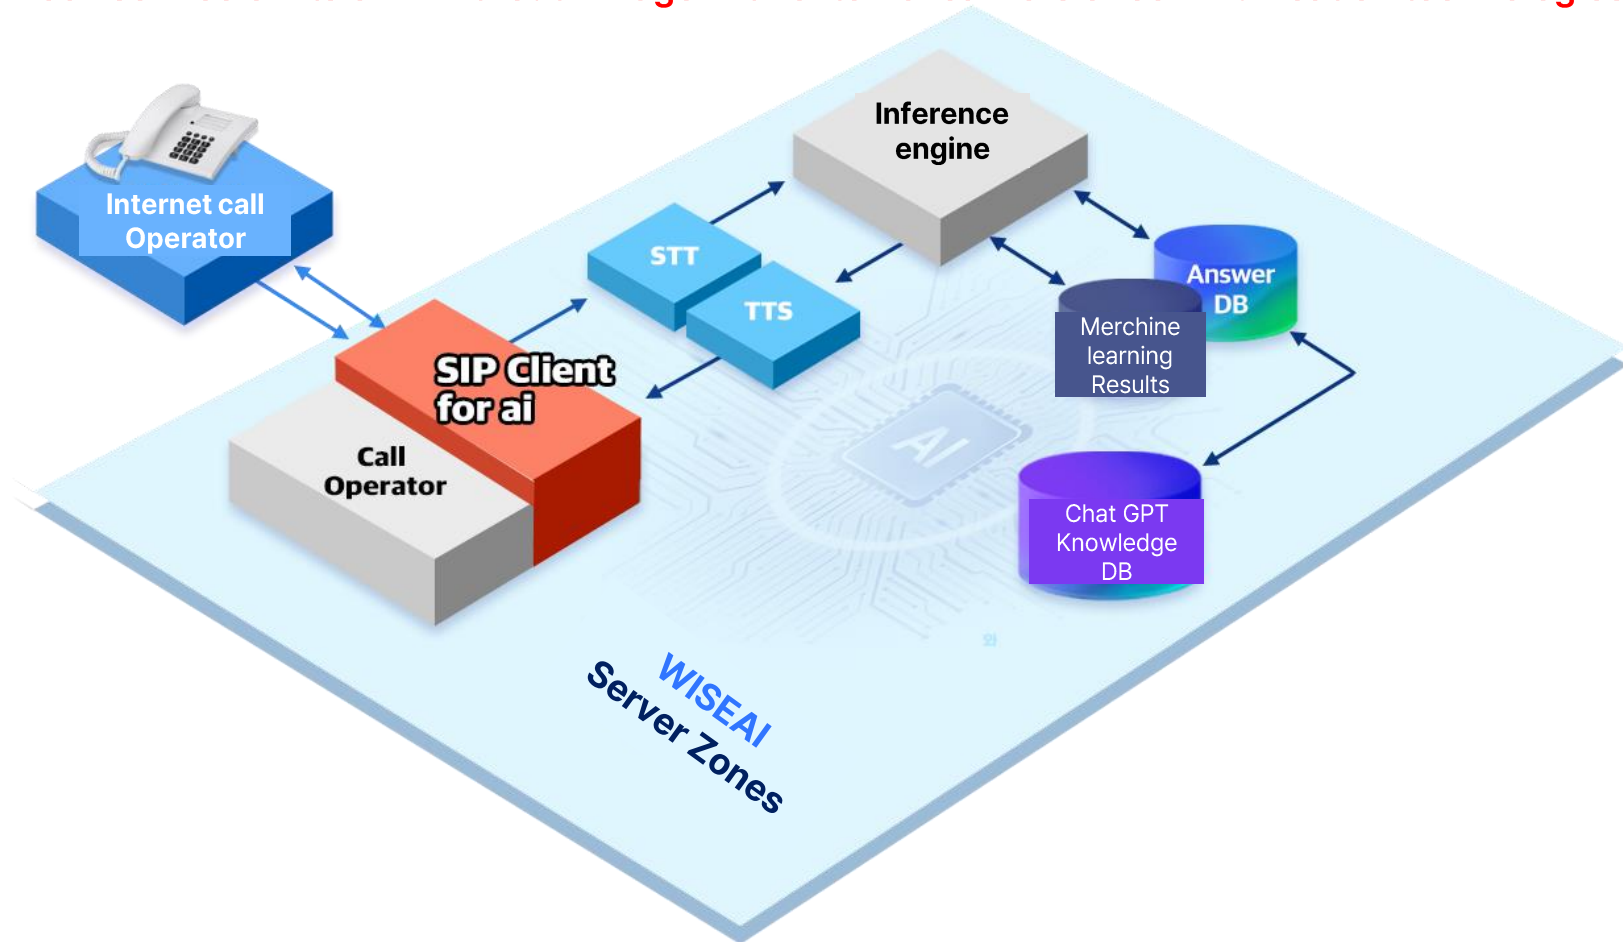 Inference
engine
Internet call
Operator
STT
TTS
Answer
DB
Merchine
learning
Results
SIP Client
for ai
Call
Operator
AI
Chat GPT
Knowledge
DB
와
WISEAI
Server Zones